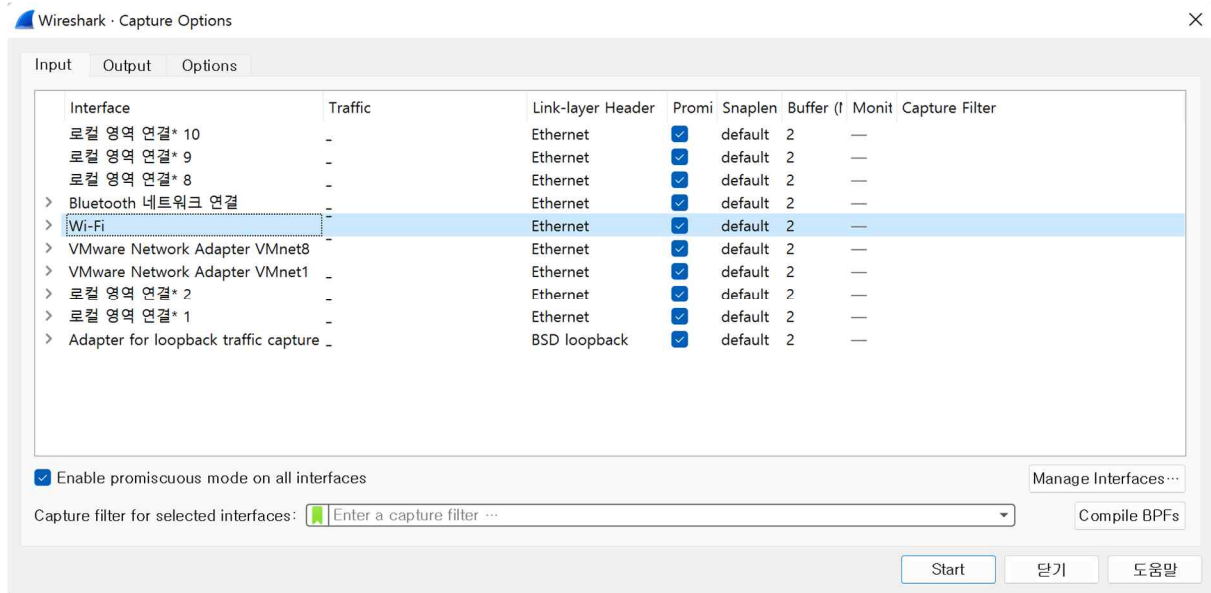 Wireshark · Capture Options
Input Output Options
Interface Traffic Link-layer Header Promi Snaplen Buffer (M Monit Capture Filter
로컬 영역 연결* 10 _ Ethernet default 2 —
로컬 영역 연결* 9 _ Ethernet default 2 —
로컬 영역 연결* 8 _ Ethernet default 2 —
Bluetooth 네트워크 연결 _ Ethernet default 2 —
Wi-Fi _ Ethernet default 2 —
VMware Network Adapter VMnet8 _ Ethernet default 2 —
VMware Network Adapter VMnet1 _ Ethernet default 2 —
로컬 영역 연결* 2 _ Ethernet default 2 —
로컬 영역 연결* 1 _ Ethernet default 2 —
Adapter for loopback traffic capture _ BSD loopback default 2 —
Enable promiscuous mode on all interfaces Manage Interfaces…
Capture filter for selected interfaces: Enter a capture filter … Compile BPFs
Start 닫기 도움말